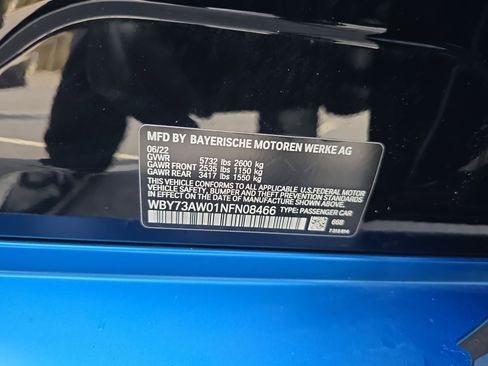 MFD BY BAYERISCHE MOTOREN WERKE AG
06/22
GVWR 5732 lbs 2600 kg
GAWR FRONT 2535 lbs 1150 kg
GAWR REAR 3417 lbs 1550 kg
THIS VEHICLE CONFORMS TO ALL APPLICABLE U.S. FEDERAL MOTOR
VEHICLE SAFETY, BUMPER AND THEFT PREVENTION STANDARDS
IN EFFECT ON THE DATE OF MANUFACTURE SHOWN ABOVE.
WBY73AW01NFN08466 TYPE: PASSENGER CAR
668